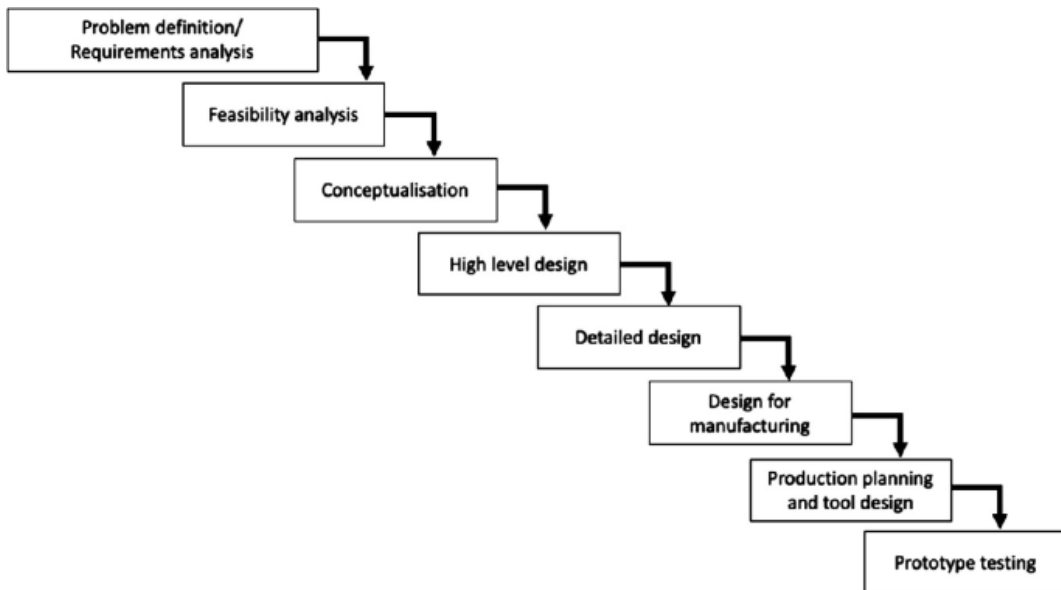 Problem definition/
Requirements analysis
Feasibility analysis
Conceptualisation
High level design
Detailed design
Design for
manufacturing
Production planning
and tool design
Prototype testing